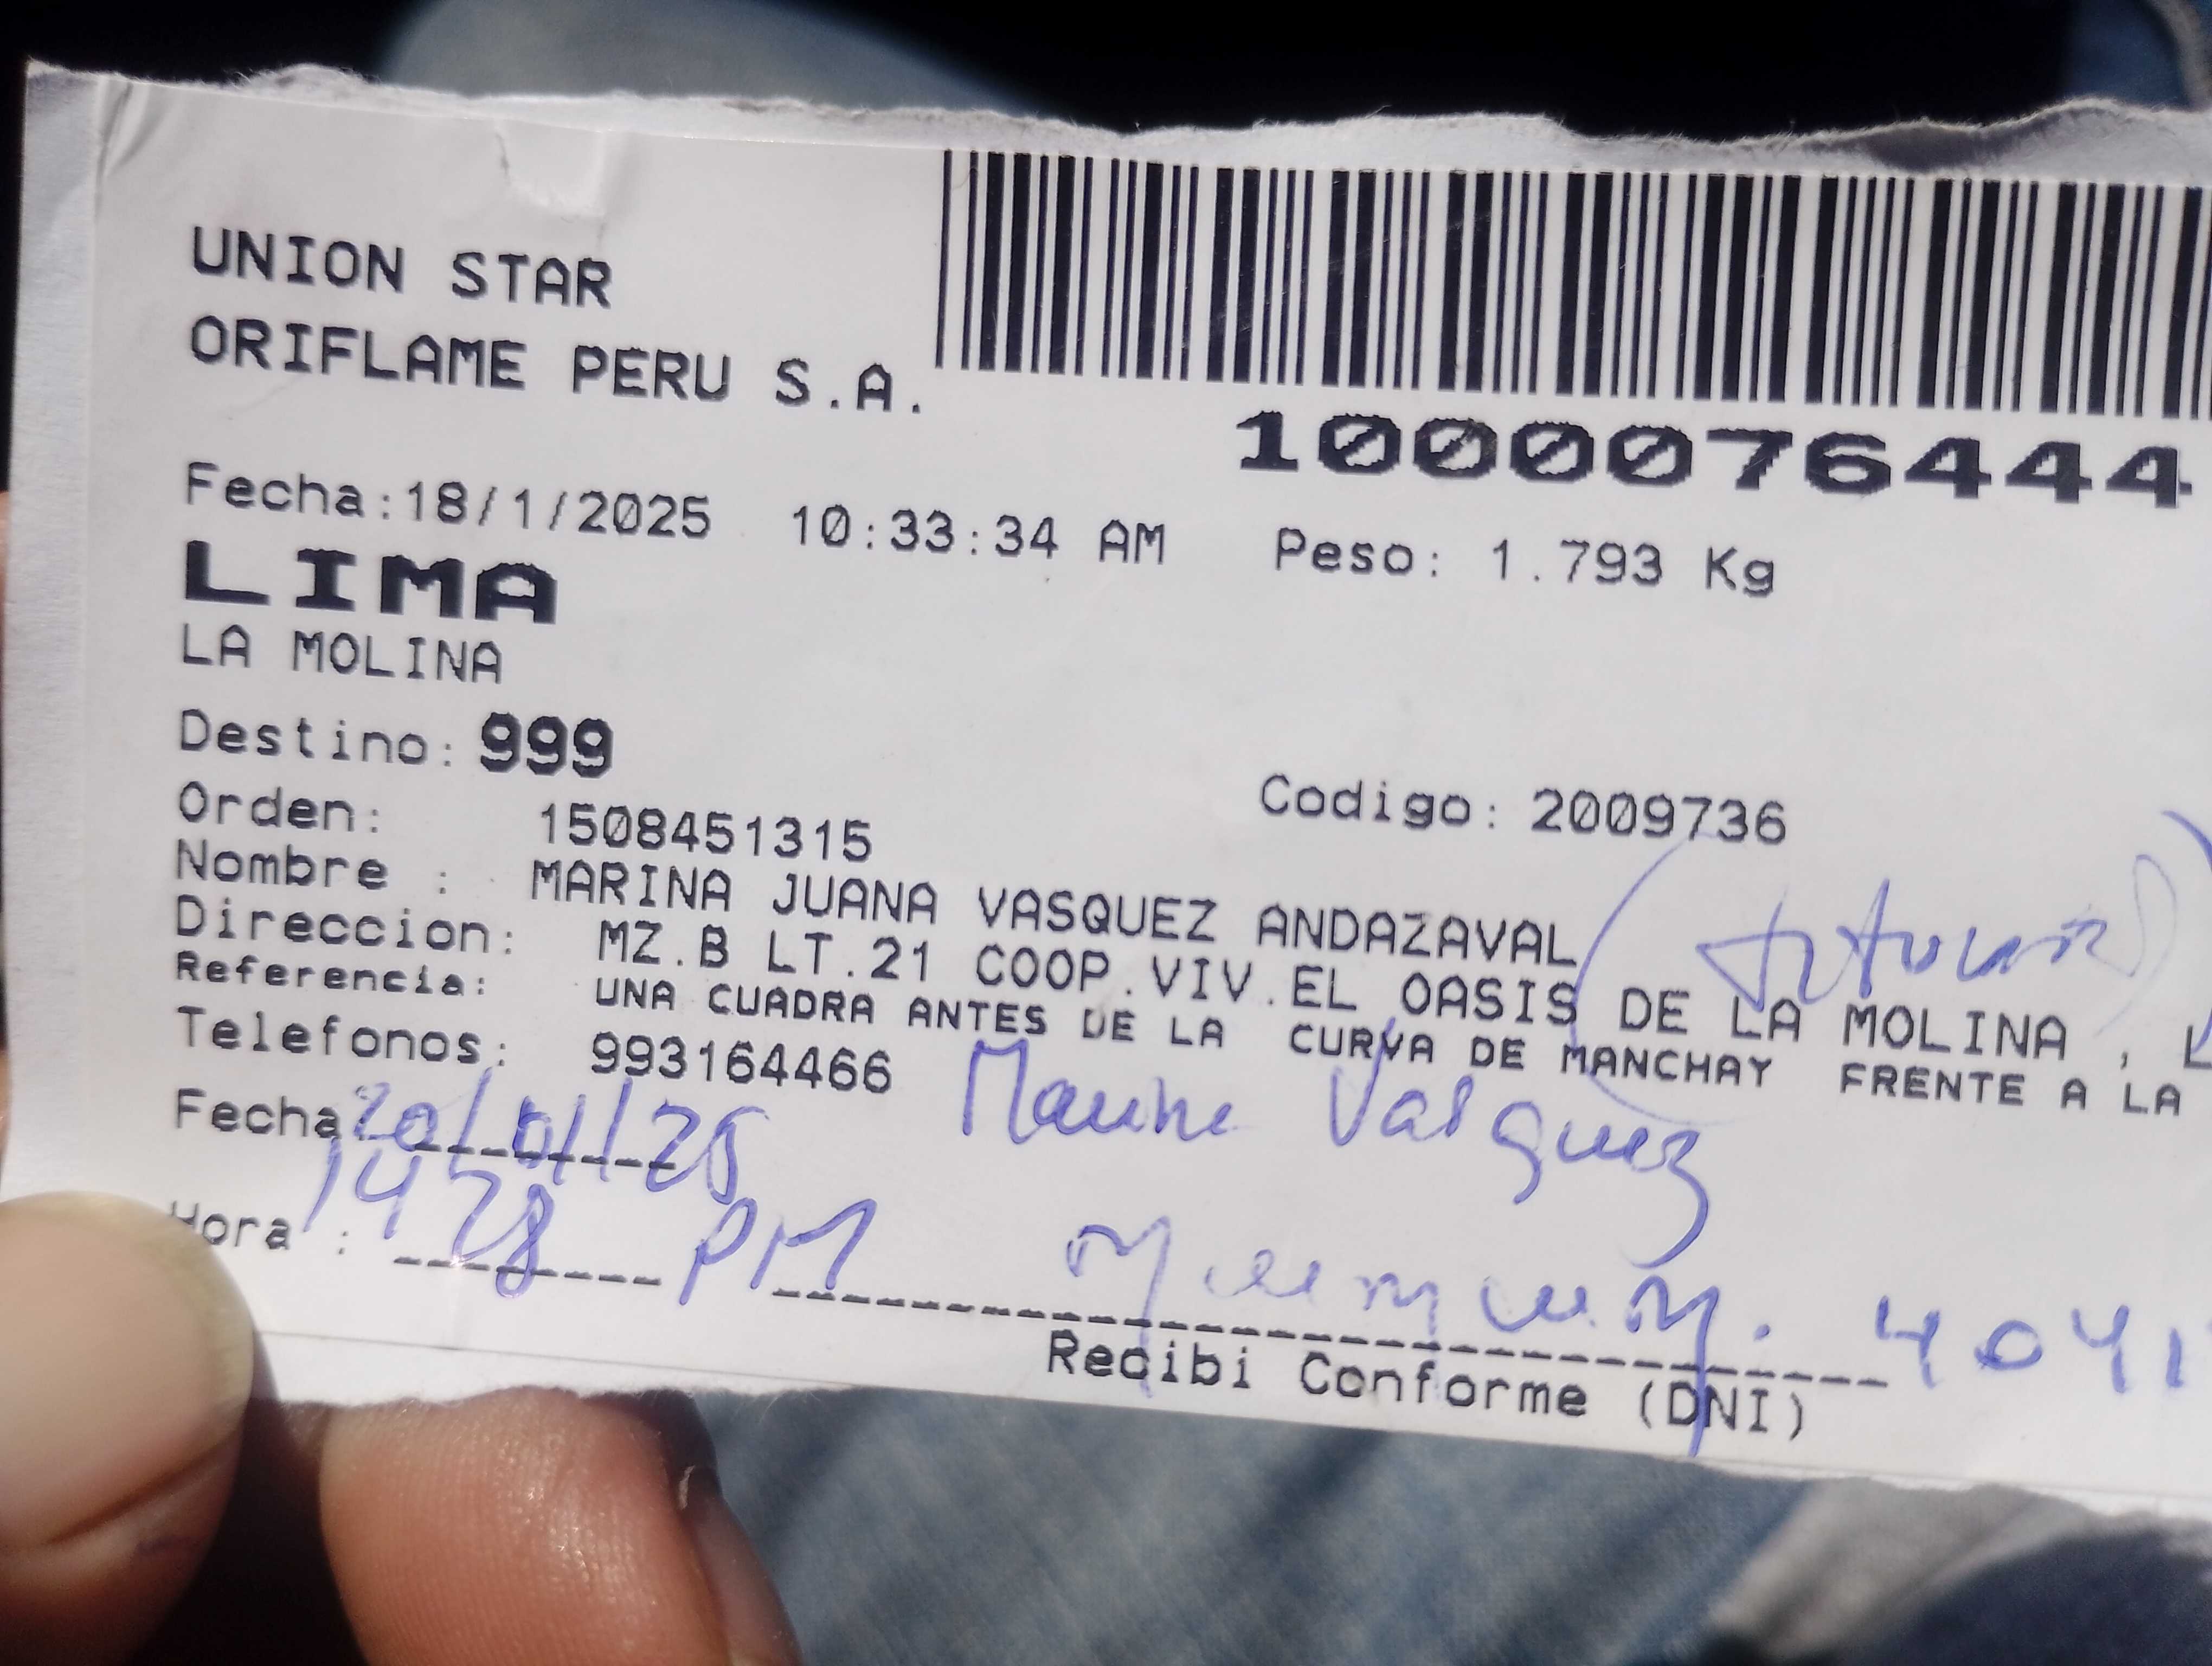 UNION STAR
ORIFLAME PERU S.A.
1000076444
Fecha:18/1/2025 10:33:34 AM Peso: 1.793 Kg
LIMA
LA MOLINA
Destino: 999
Orden: 1508451315 Codigo: 2009736
Nombre : MARINA JUANA VASQUEZ ANDAZAVAL
Direccion: MZ.B LT.21 COOP.VIV.EL OASIS DE LA MOLINA ,
Referencia: UNA CUADRA ANTES DE LA CURVA DE MANCHAY FRENTE A LA
Telefonos: 993164466
Fecha 20/01/25 Vasquez
Hora : 1428 PM
4041
Recibi Conforme (DNI)